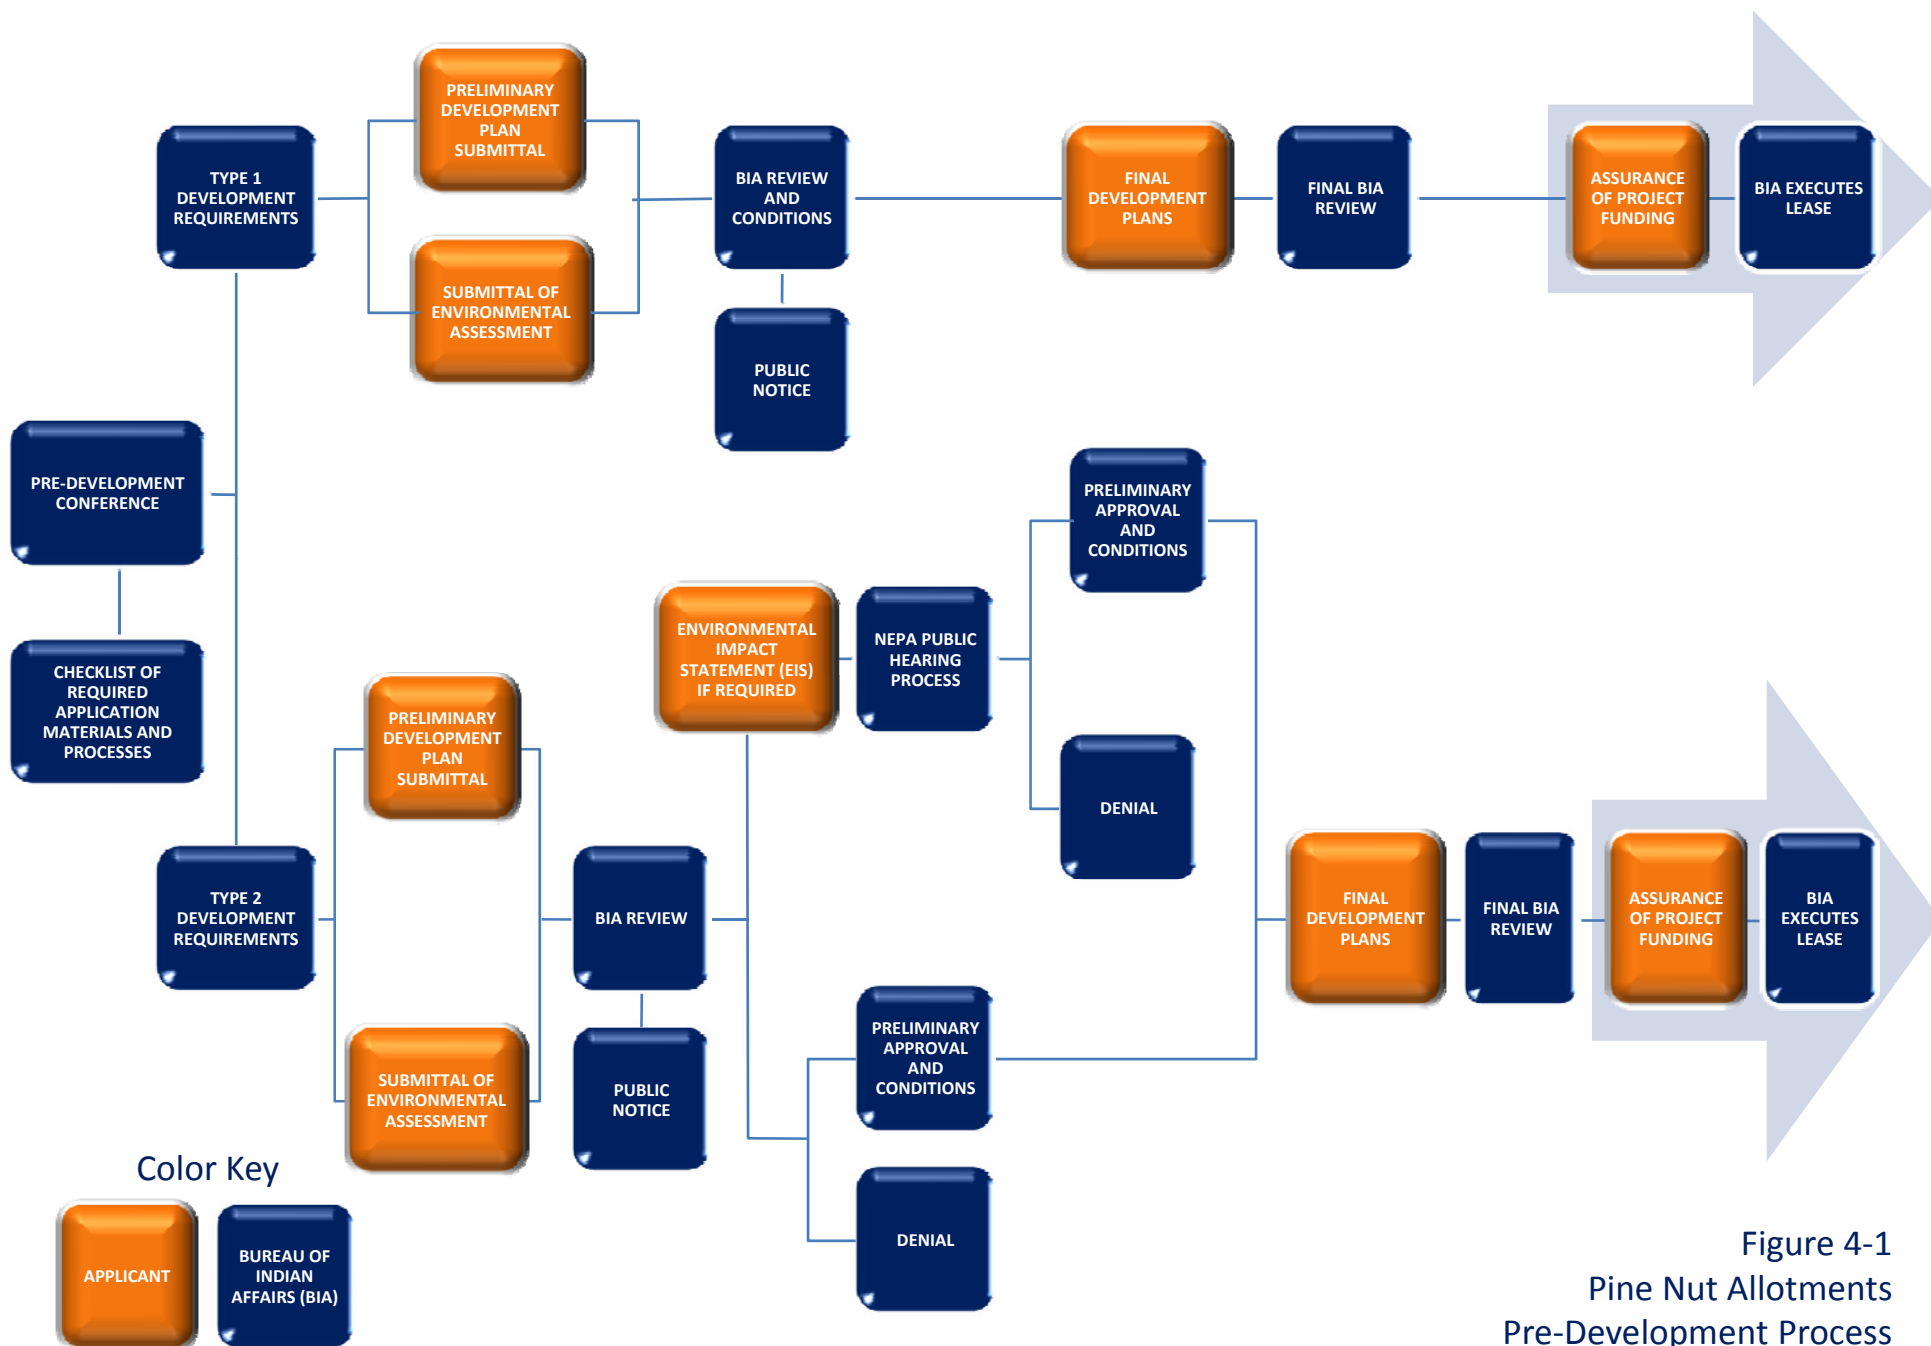 PRELIMINARY
DEVELOPMENT
PLAN
SUBMITTAL
TYPE 1
DEVELOPMENT
REQUIREMENTS
SUBMITTAL OF
ENVIRONMENTAL
ASSESSMENT
BIA REVIEW
AND
CONDITIONS
PUBLIC
NOTICE
FINAL
DEVELOPMENT
PLANS
FINAL BIA
REVIEW
ASSURANCE
OF PROJECT
FUNDING
BIA EXECUTES
LEASE
PRE-DEVELOPMENT
CONFERENCE
CHECKLIST OF
REQUIRED
APPLICATION
MATERIALS AND
PROCESSES
TYPE 2
DEVELOPMENT
REQUIREMENTS
PRELIMINARY
DEVELOPMENT
PLAN
SUBMITTAL
SUBMITTAL OF
ENVIRONMENTAL
ASSESSMENT
BIA REVIEW
PUBLIC
NOTICE
ENVIRONMENTAL
IMPACT
STATEMENT (EIS)
IF REQUIRED
NEPA PUBLIC
HEARING
PROCESS
PRELIMINARY
APPROVAL
AND
CONDITIONS
DENIAL
PRELIMINARY
APPROVAL
AND
CONDITIONS
DENIAL
FINAL
DEVELOPMENT
PLANS
FINAL BIA
REVIEW
ASSURANCE
OF PROJECT
FUNDING
BIA
EXECUTES
LEASE
Color Key
APPLICANT
BUREAU OF
INDIAN
AFFAIRS (BIA)
Figure 4-1
Pine Nut Allotments
Pre-Development Process